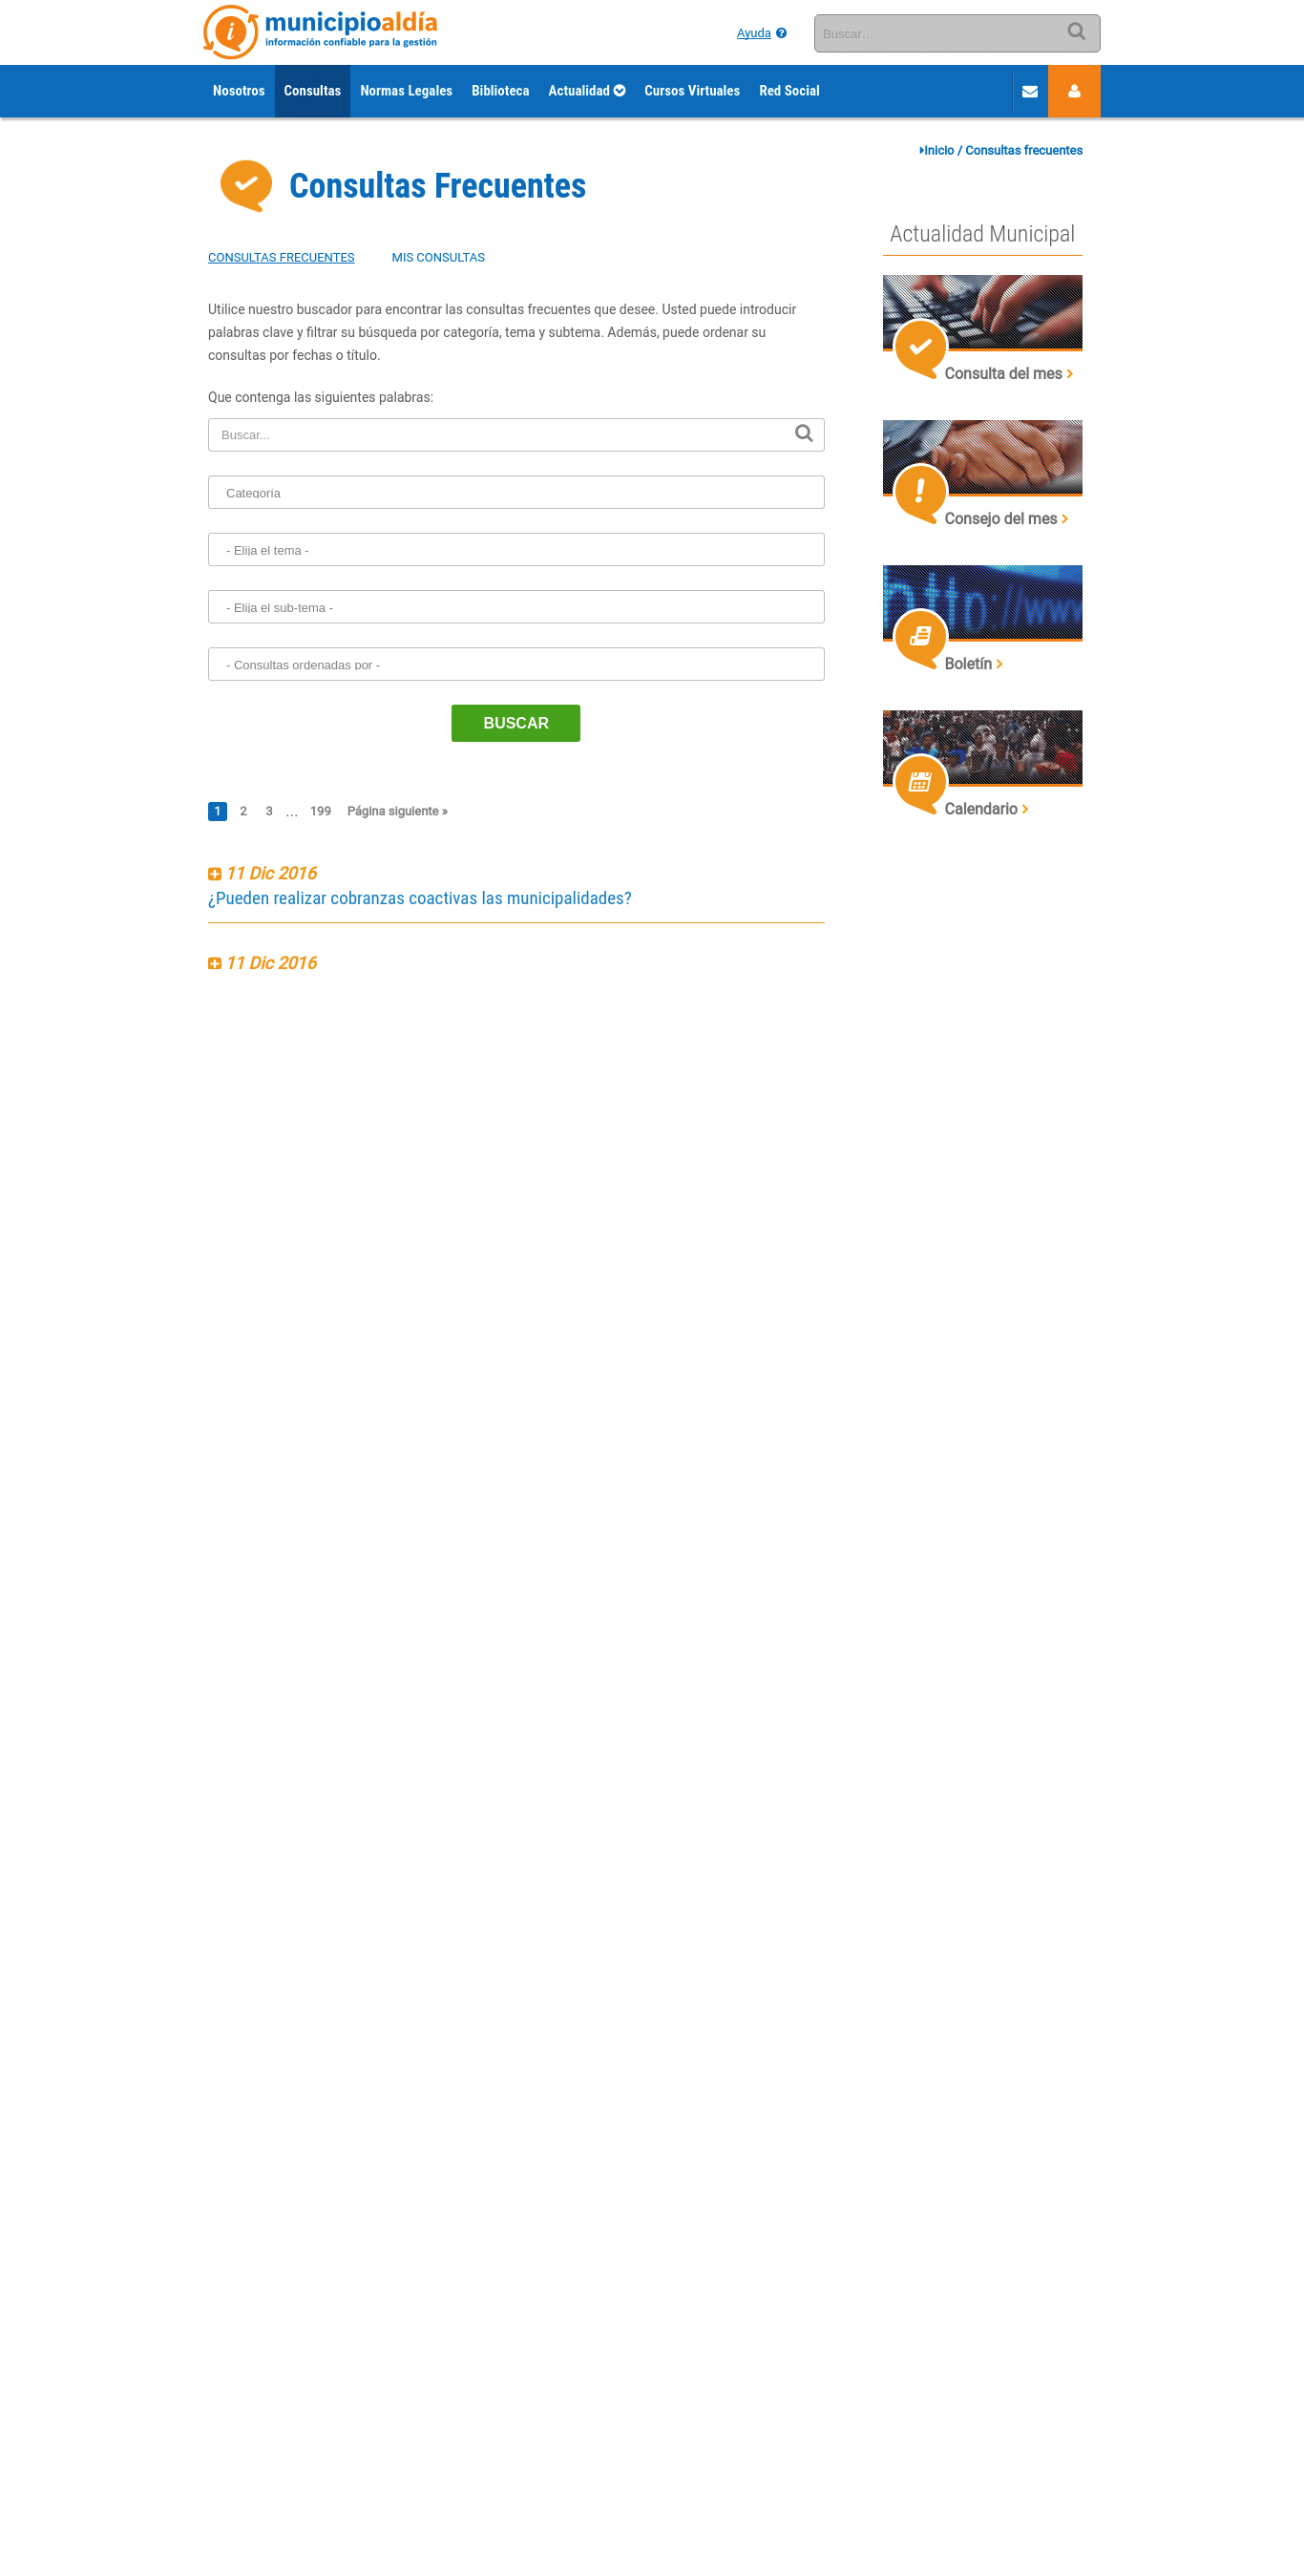 municipioaldía
información confiable para la gestión
Ayuda
Buscar...
Nosotros
Consultas
Normas Legales
Biblioteca
Actualidad
Cursos Virtuales
Red Social
Inicio / Consultas frecuentes
Consultas Frecuentes
CONSULTAS FRECUENTES
MIS CONSULTAS
Utilice nuestro buscador para encontrar las consultas frecuentes que desee. Usted puede introducir
palabras clave y filtrar su búsqueda por categoría, tema y subtema. Además, puede ordenar su
consultas por fechas o título.
Que contenga las siguientes palabras:
Buscar...
Categoría
- Elija el tema -
- Elija el sub-tema -
- Consultas ordenadas por -
BUSCAR
1 2 3 ... 199 Página siguiente »
11 Dic 2016
¿Pueden realizar cobranzas coactivas las municipalidades?
11 Dic 2016
Actualidad Municipal
Consulta del mes
Consejo del mes
http://www
Boletín
Calendario